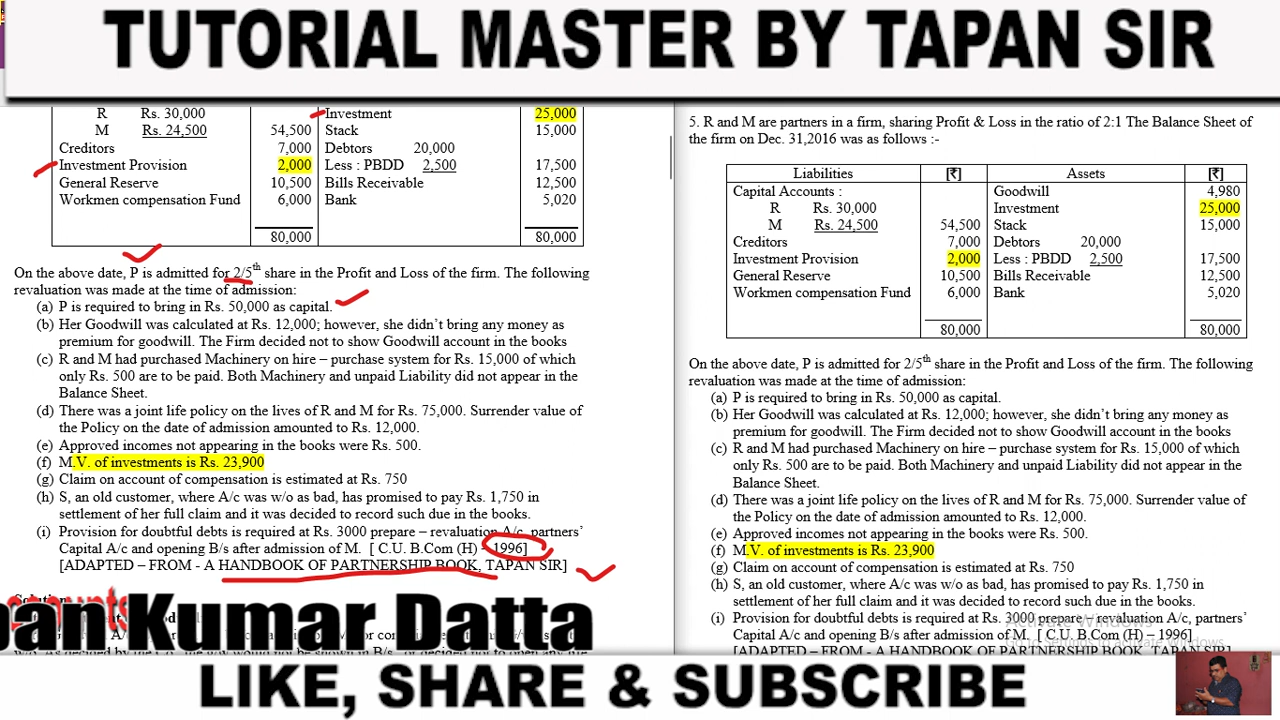 TUTORIAL MASTER BY TAPAN SIR
R Rs. 30,000 Investment 25,000
M Rs. 24,500 54,500 Stack 15,000
Creditors 7,000 Debtors 20,000
Investment Provision 2,000 Less : PBDD 2,500 17,500
General Reserve 10,500 Bills Receivable 12,500
Workmen compensation Fund 6,000 Bank 5,020
80,000 80,000
On the above date, P is admitted for 2/5th share in the Profit and Loss of the firm. The following
revaluation was made at the time of admission:
(a) P is required to bring in Rs. 50,000 as capital.
(b) Her Goodwill was calculated at Rs. 12,000; however, she didn't bring any money as
premium for goodwill. The Firm decided not to show Goodwill account in the books
(c) R and M had purchased Machinery on hire – purchase system for Rs. 15,000 of which
only Rs. 500 are to be paid. Both Machinery and unpaid Liability did not appear in the
Balance Sheet.
(d) There was a joint life policy on the lives of R and M for Rs. 75,000. Surrender value of
the Policy on the date of admission amounted to Rs. 12,000.
(e) Approved incomes not appearing in the books were Rs. 500.
(f) M.V. of investments is Rs. 23,900
(g) Claim on account of compensation is estimated at Rs. 750
(h) S, an old customer, where A/c was w/o as bad, has promised to pay Rs. 1,750 in
settlement of her full claim and it was decided to record such due in the books.
(i) Provision for doubtful debts is required at Rs. 3000 prepare – revaluation A/c, partners'
Capital A/c and opening B/s after admission of M. [ C.U. B.Com (H) – 1996]
[ADAPTED – FROM - A HANDBOOK OF PARTNERSHIP BOOK, TAPAN SIR]
Kumar Datta
5. R and M are partners in a firm, sharing Profit & Loss in the ratio of 2:1 The Balance Sheet of
the firm on Dec. 31,2016 was as follows :-
Liabilities [₹] Assets [₹]
Capital Accounts : Goodwill 4,980
R Rs. 30,000 Investment 25,000
M Rs. 24,500 54,500 Stack 15,000
Creditors 7,000 Debtors 20,000
Investment Provision 2,000 Less : PBDD 2,500 17,500
General Reserve 10,500 Bills Receivable 12,500
Workmen compensation Fund 6,000 Bank 5,020
80,000 80,000
On the above date, P is admitted for 2/5th share in the Profit and Loss of the firm. The following
revaluation was made at the time of admission:
(a) P is required to bring in Rs. 50,000 as capital.
(b) Her Goodwill was calculated at Rs. 12,000; however, she didn't bring any money as
premium for goodwill. The Firm decided not to show Goodwill account in the books
(c) R and M had purchased Machinery on hire – purchase system for Rs. 15,000 of which
only Rs. 500 are to be paid. Both Machinery and unpaid Liability did not appear in the
Balance Sheet.
(d) There was a joint life policy on the lives of R and M for Rs. 75,000. Surrender value of
the Policy on the date of admission amounted to Rs. 12,000.
(e) Approved incomes not appearing in the books were Rs. 500.
(f) M.V. of investments is Rs. 23,900
(g) Claim on account of compensation is estimated at Rs. 750
(h) S, an old customer, where A/c was w/o as bad, has promised to pay Rs. 1,750 in
settlement of her full claim and it was decided to record such due in the books.
(i) Provision for doubtful debts is required at Rs. 3000 prepare – revaluation A/c, partners'
Capital A/c and opening B/s after admission of M. [ C.U. B.Com (H) – 1996]
[ADAPTED – FROM - A HANDBOOK OF PARTNERSHIP BOOK, TAPAN SIR]
LIKE, SHARE & SUBSCRIBE